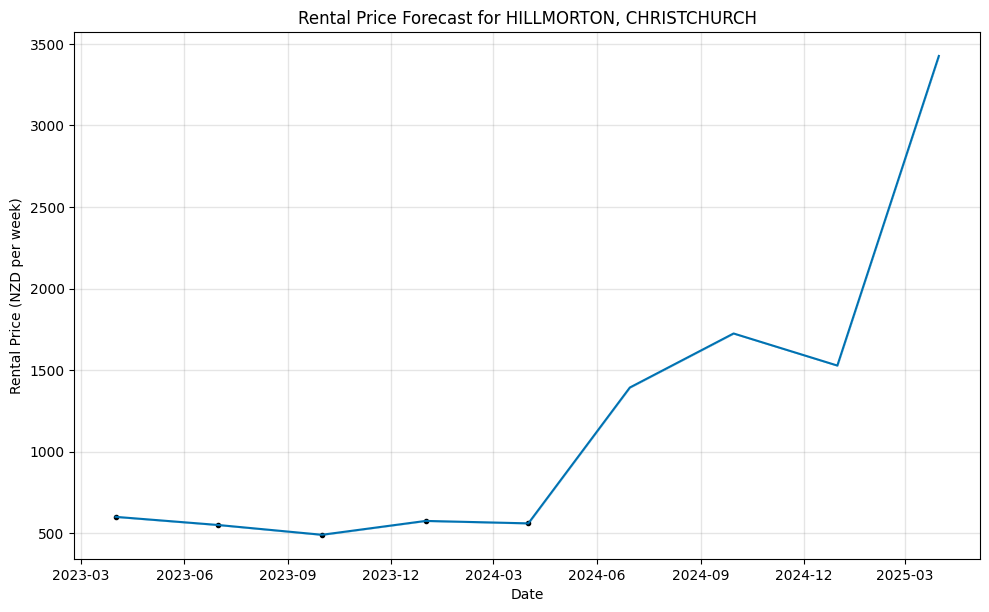 Rental Price Forecast for HILLMORTON, CHRISTCHURCH
Rental Price (NZD per week)
3500
3000
2500
2000
1500
1000
500
2023-03 2023-06 2023-09 2023-12 2024-03 2024-06 2024-09 2024-12 2025-03
Date